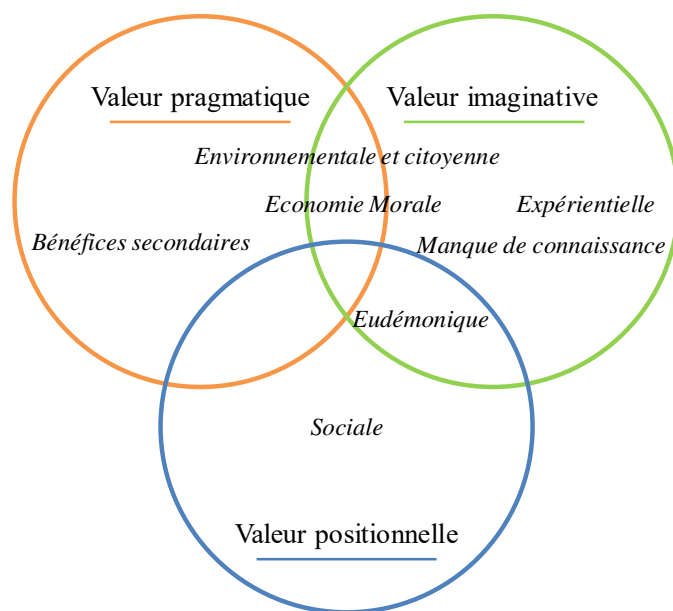 Valeur pragmatique
Valeur imaginative
Environnementale et citoyenne
Economie Morale
Expérientielle
Bénéfices secondaires
Manque de connaissance
Eudémonique
Sociale
Valeur positionnelle